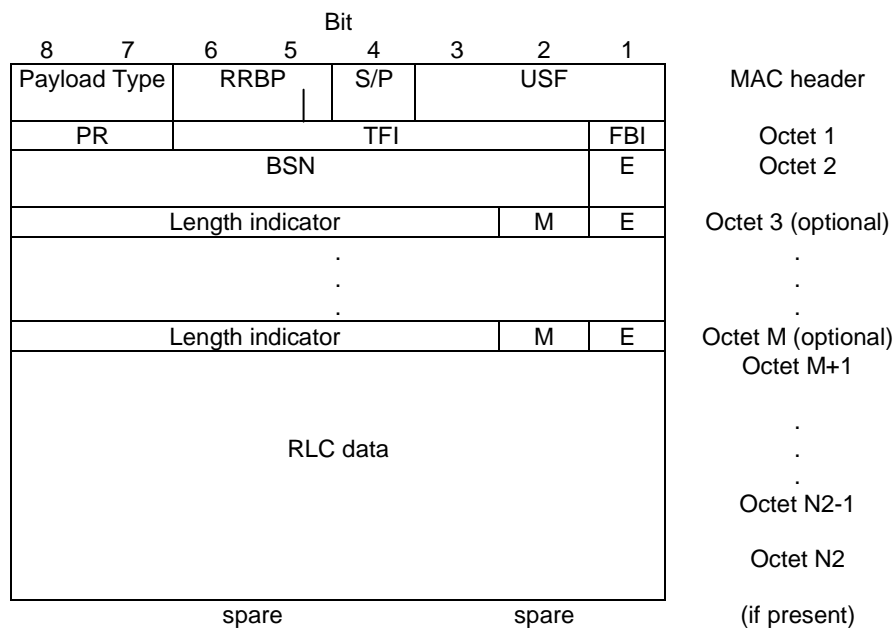 Bit
8 7 6 5 4 3 2 1
Payload Type RRBP S/P USF MAC header
PR TFI FBI Octet 1
BSN E Octet 2
Length indicator M E Octet 3 (optional)
. .
. .
. .
Length indicator M E Octet M (optional)
Octet M+1
.
RLC data .
.
Octet N2-1
Octet N2
spare spare (if present)